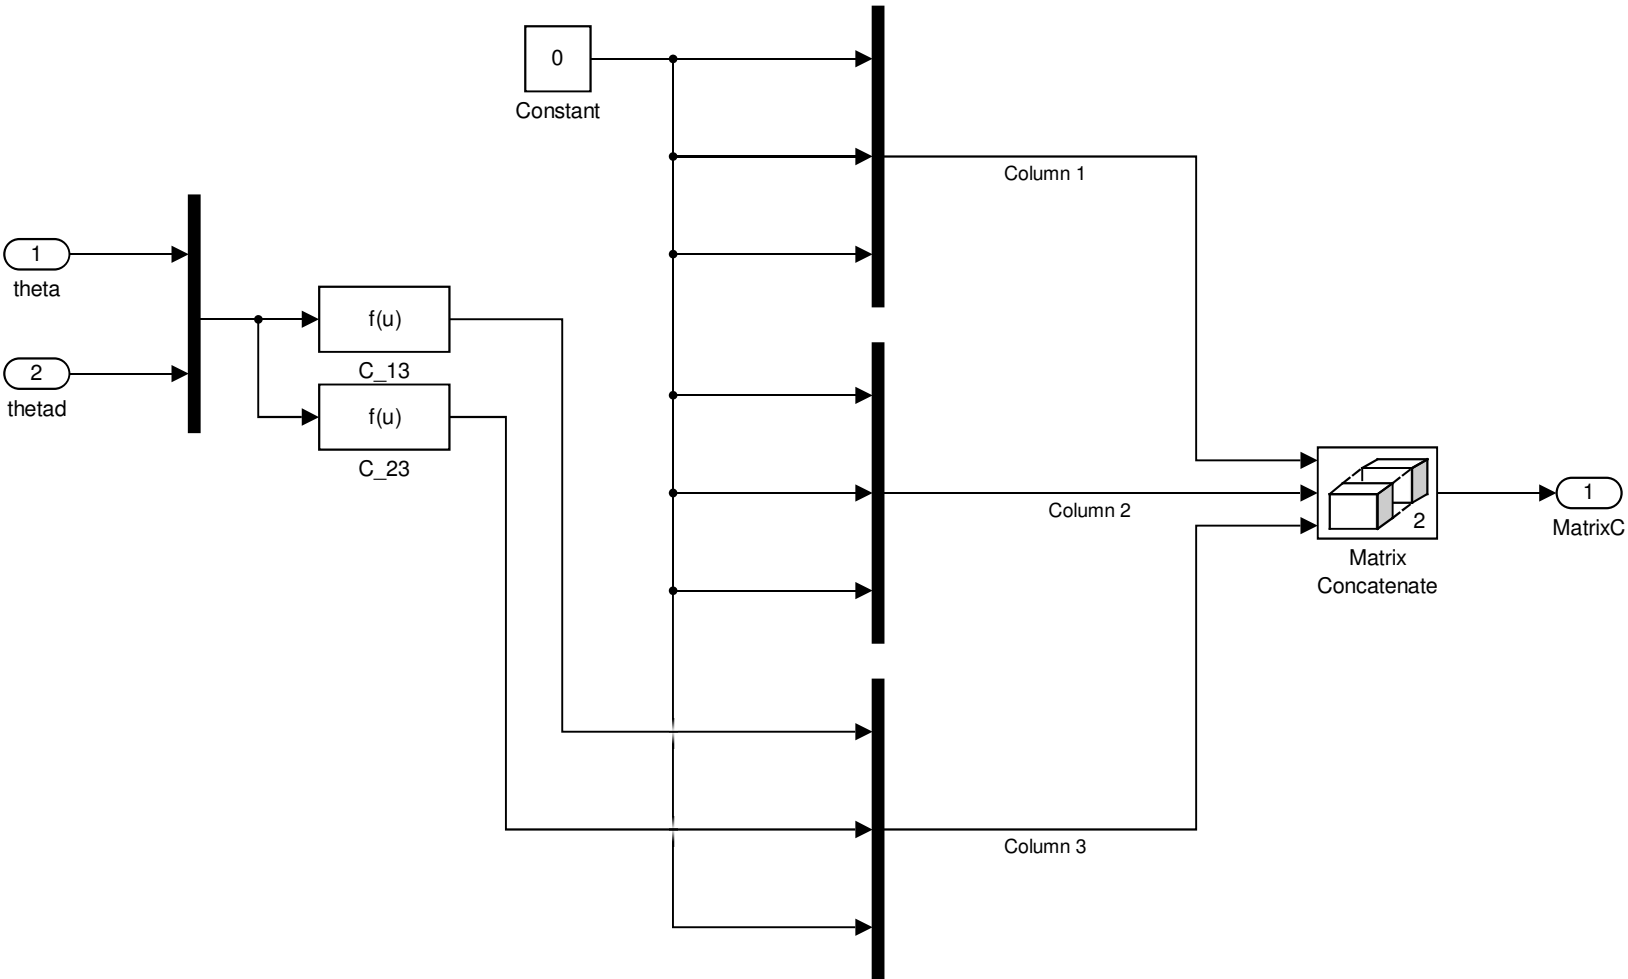 0
Constant
Column 1
1
theta
f(u)
C_13
2
thetad
f(u)
C_23
Column 2
2
Matrix
Concatenate
1
MatrixC
Column 3